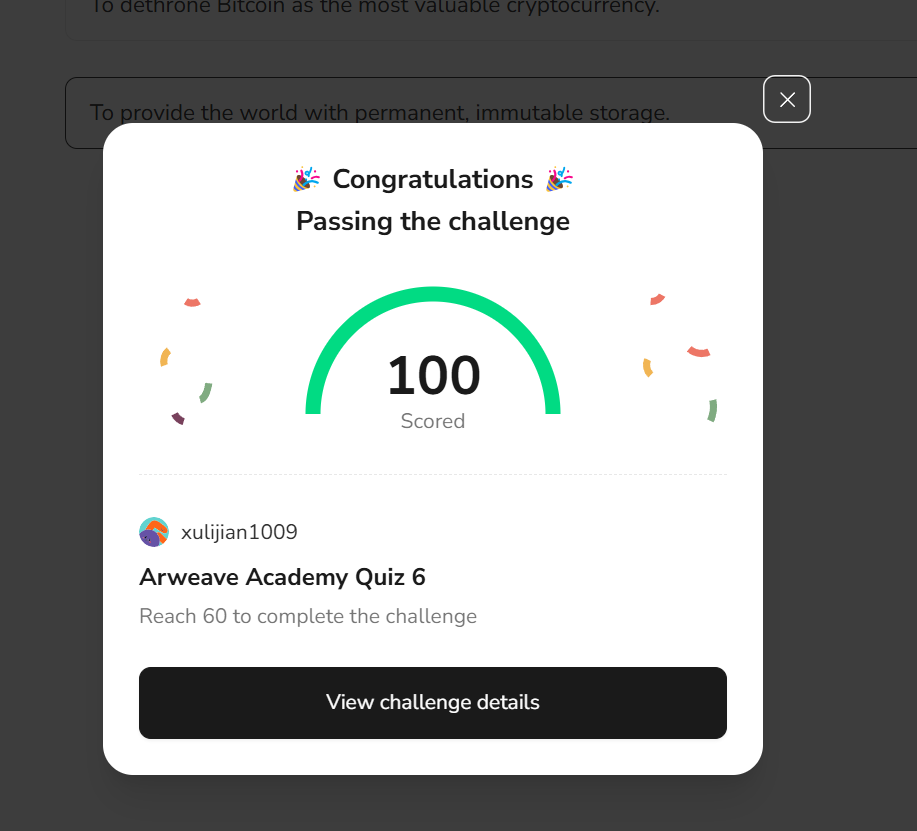 To dethrone Bitcoin as the most valuable cryptocurrency.
To provide the world with permanent, immutable storage.
🎉 Congratulations 🎉
Passing the challenge
100
Scored
xulijian1009
Arweave Academy Quiz 6
Reach 60 to complete the challenge
View challenge details